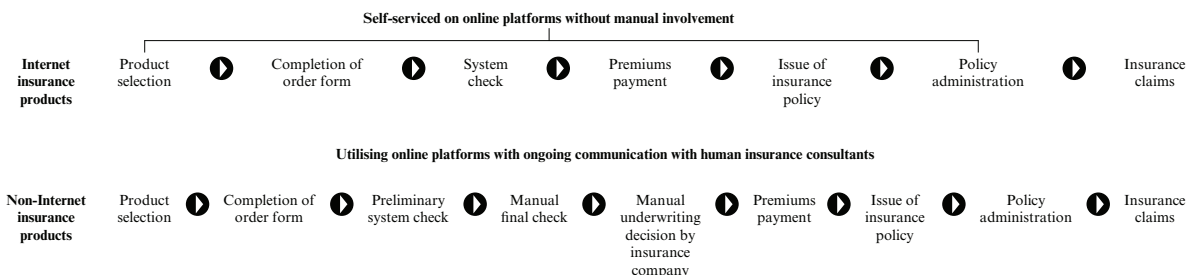 Self-serviced on online platforms without manual involvement
Internet
insurance
products
Product
selection
Completion of
order form
System
check
Premiums
payment
Issue of
insurance
policy
Policy
administration
Insurance
claims
Utilising online platforms with ongoing communication with human insurance consultants
Non-Internet
insurance
products
Product
selection
Completion of
order form
Preliminary
system check
Manual
final check
Manual
underwriting
decision by
insurance
company
Premiums
payment
Issue of
insurance
policy
Policy
administration
Insurance
claims